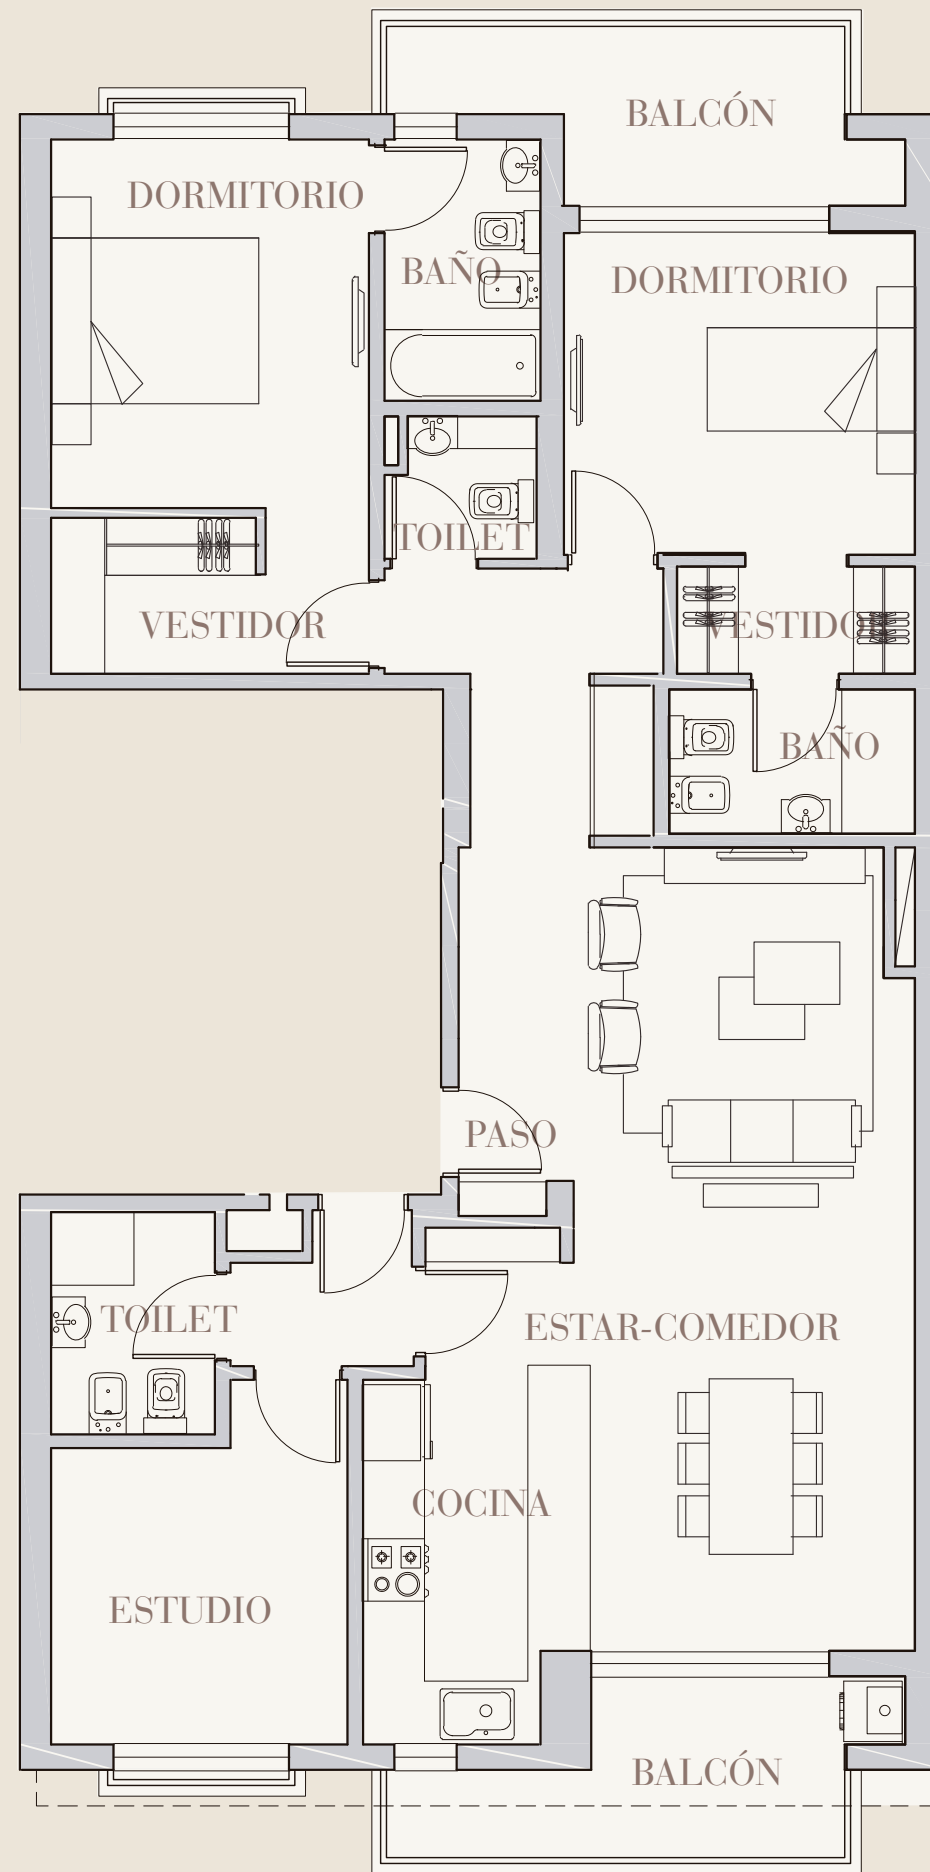 BALCÓN
DORMITORIO
BAÑO
DORMITORIO
TOILET
VESTIDOR
VESTIDOR
BAÑO
PASO
TOILET
ESTAR-COMEDOR
COCINA
ESTUDIO
BALCÓN